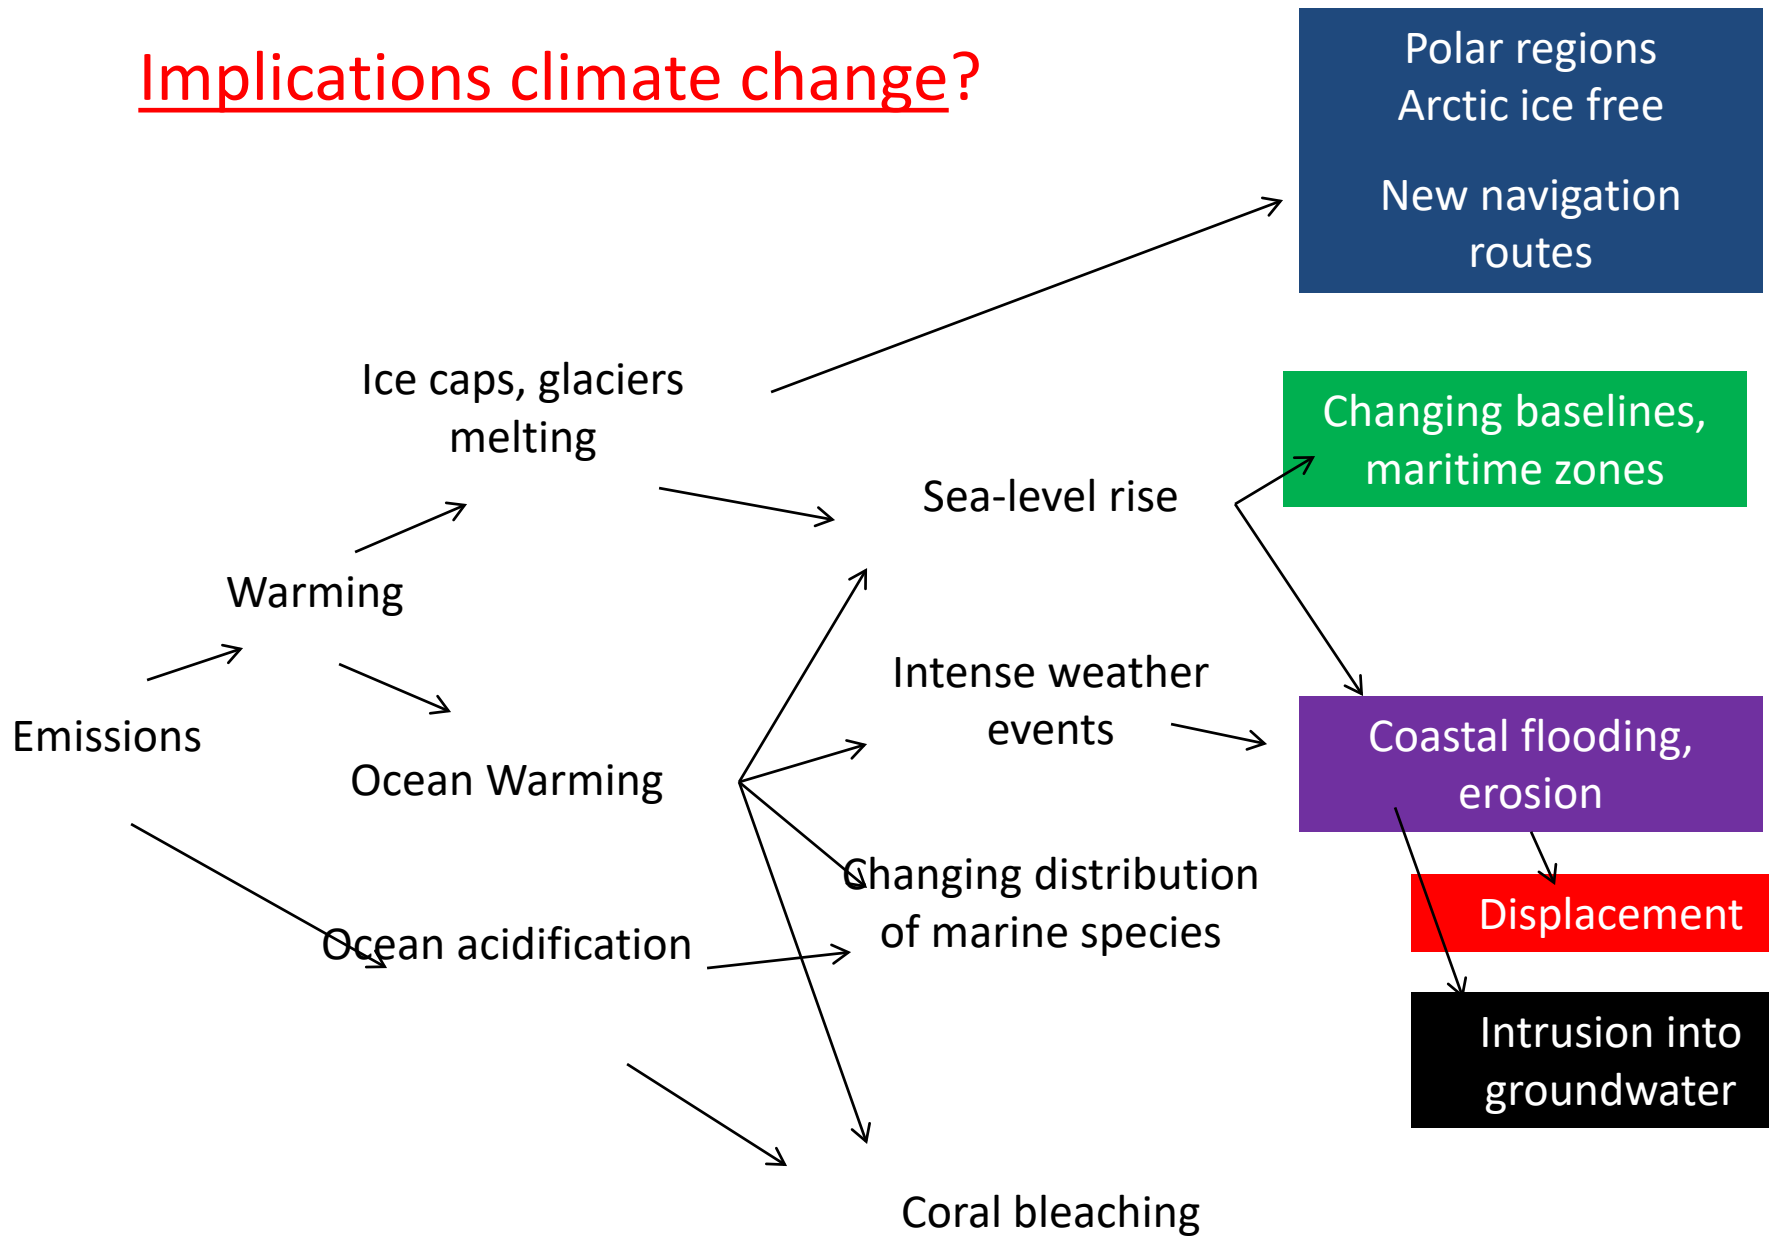 Implications climate change?
Polar regions
Arctic ice free
New navigation
routes
Ice caps, glaciers
melting
Changing baselines,
maritime zones
Sea-level rise
Warming
Intense weather
events
Emissions
Ocean Warming
Coastal flooding,
erosion
Changing distribution
of marine species
Ocean acidification
Displacement
Intrusion into
groundwater
Coral bleaching